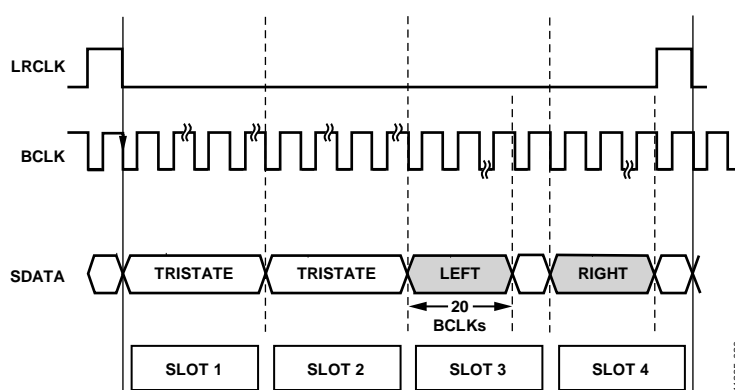 LRCLK
BCLK
SDATA
TRISTATE
TRISTATE
LEFT
RIGHT
20
BCLKs
SLOT 1
SLOT 2
SLOT 3
SLOT 4